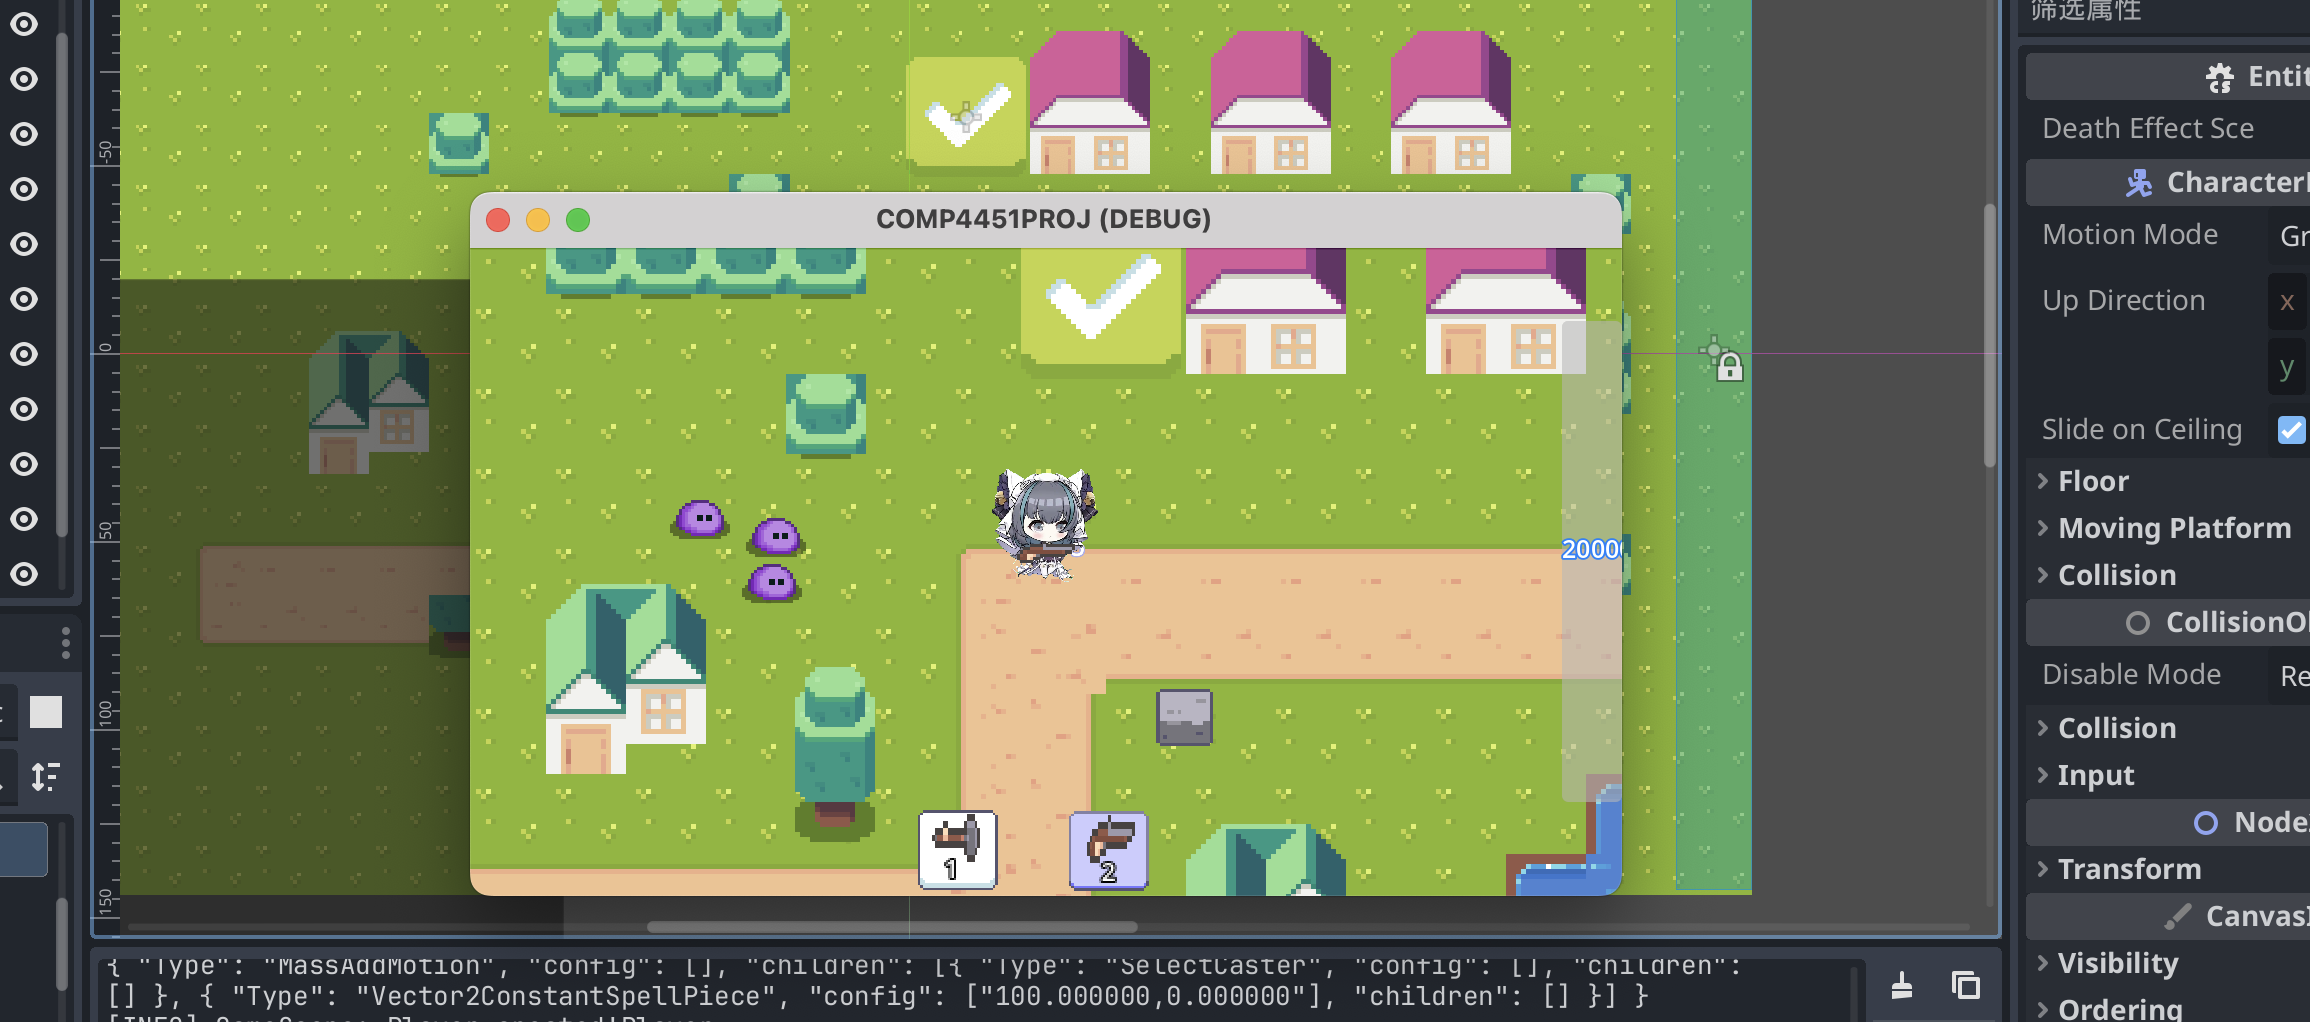 筛选属性
Entit
Death Effect Sce
Character
Motion Mode
Gr
Up Direction
x
y
Slide on Ceiling
Floor
Moving Platform
Collision
CollisionO
Disable Mode
Re
Collision
Input
Node
Transform
Canvas
Visibility
Ordering
-50
0
50
100
150
COMP4451PROJ (DEBUG)
2000
1
2
{ "Type": "MassAddMotion", "config": [], "children": [{ "Type": "SelectCaster", "config": [], "children":
[] }, { "Type": "Vector2ConstantSpellPiece", "config": ["100.000000,0.000000"], "children": [] }] }